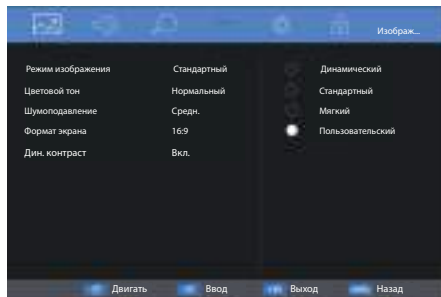 Изображ...
Режим изображения Стандартный Динамический
Цветовой тон Нормальный Стандартный
Шумоподавление Средн. Мягкий
Формат экрана 16:9 Пользовательский
Дин. контраст Вкл.
Двигать Ввод Выход Назад